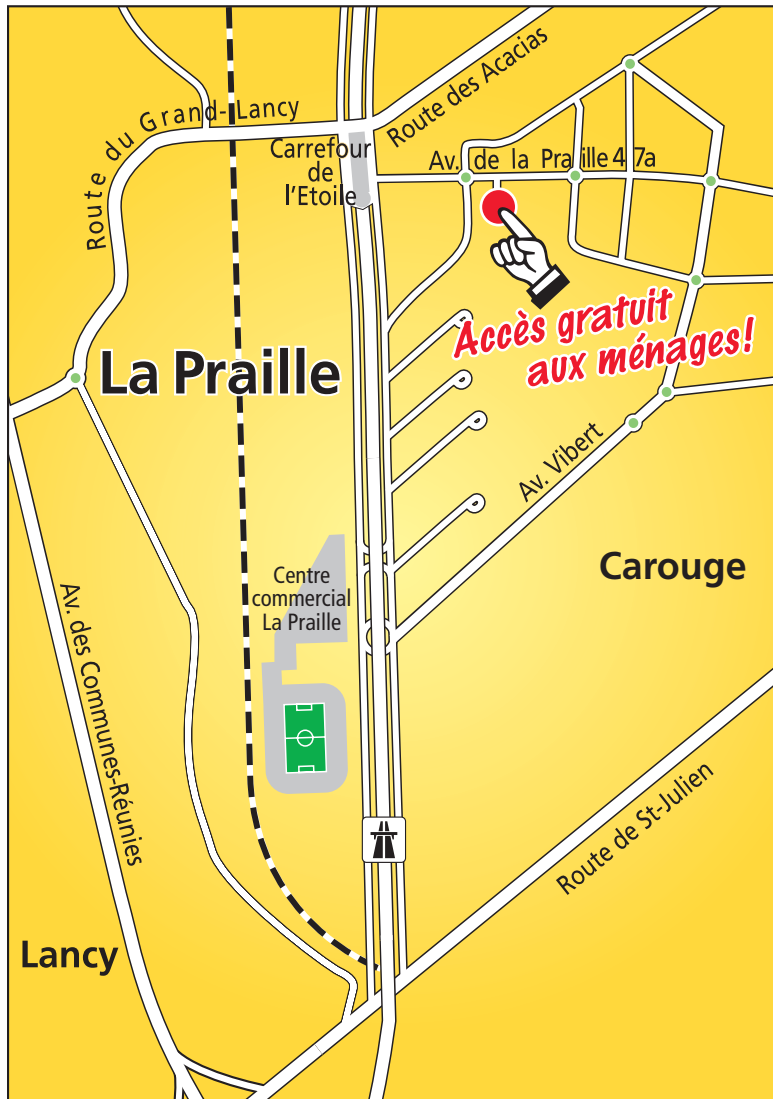 Route des Acacias
Route du Grand-Lancy
Carrefour
de
l'Etoile
Av. de la Praille 47a
Accès gratuit
aux ménages!
La Praille
Av. Vibert
Carouge
Centre
commercial
La Praille
Av. des Communes-Réunies
Route de St-Julien
Lancy